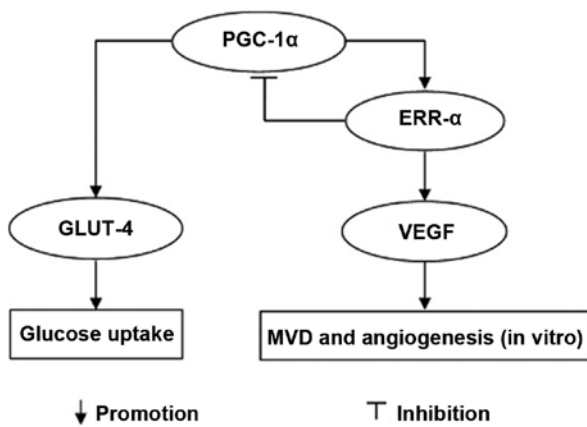 PGC-1α
ERR-α
GLUT-4
VEGF
Glucose uptake
MVD and angiogenesis (in vitro)
Promotion
Inhibition